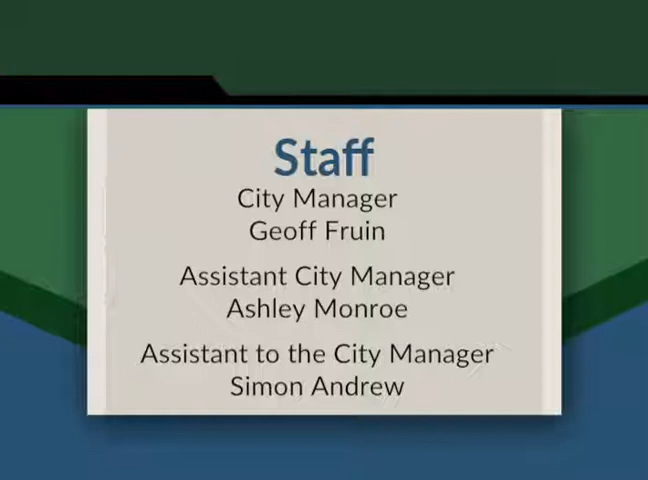 Staff
City Manager
Geoff Fruin
Assistant City Manager
Ashley Monroe
Assistant to the City Manager
Simon Andrew